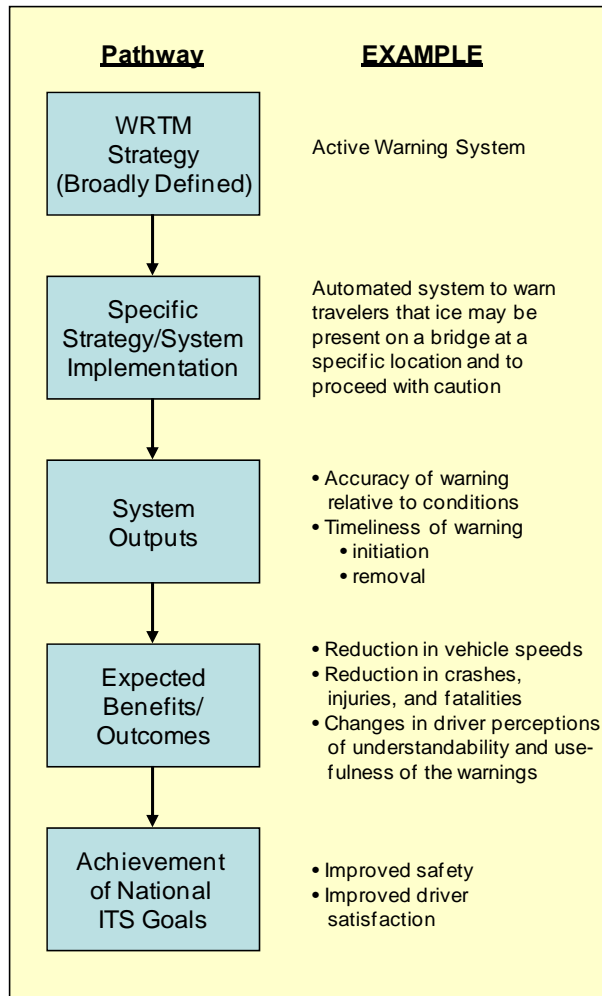 Pathway
EXAMPLE
WRTM
Strategy
(Broadly Defined)
Active Warning System
Specific
Strategy/System
Implementation
Automated system to warn
travelers that ice may be
present on a bridge at a
specific location and to
proceed with caution
System
Outputs
• Accuracy of warning
relative to conditions
• Timeliness of warning
• initiation
• removal
Expected
Benefits/
Outcomes
• Reduction in vehicle speeds
• Reduction in crashes,
injuries, and fatalities
• Changes in driver perceptions
of understandability and use-
fulness of the warnings
Achievement
of National
ITS Goals
• Improved safety
• Improved driver
satisfaction